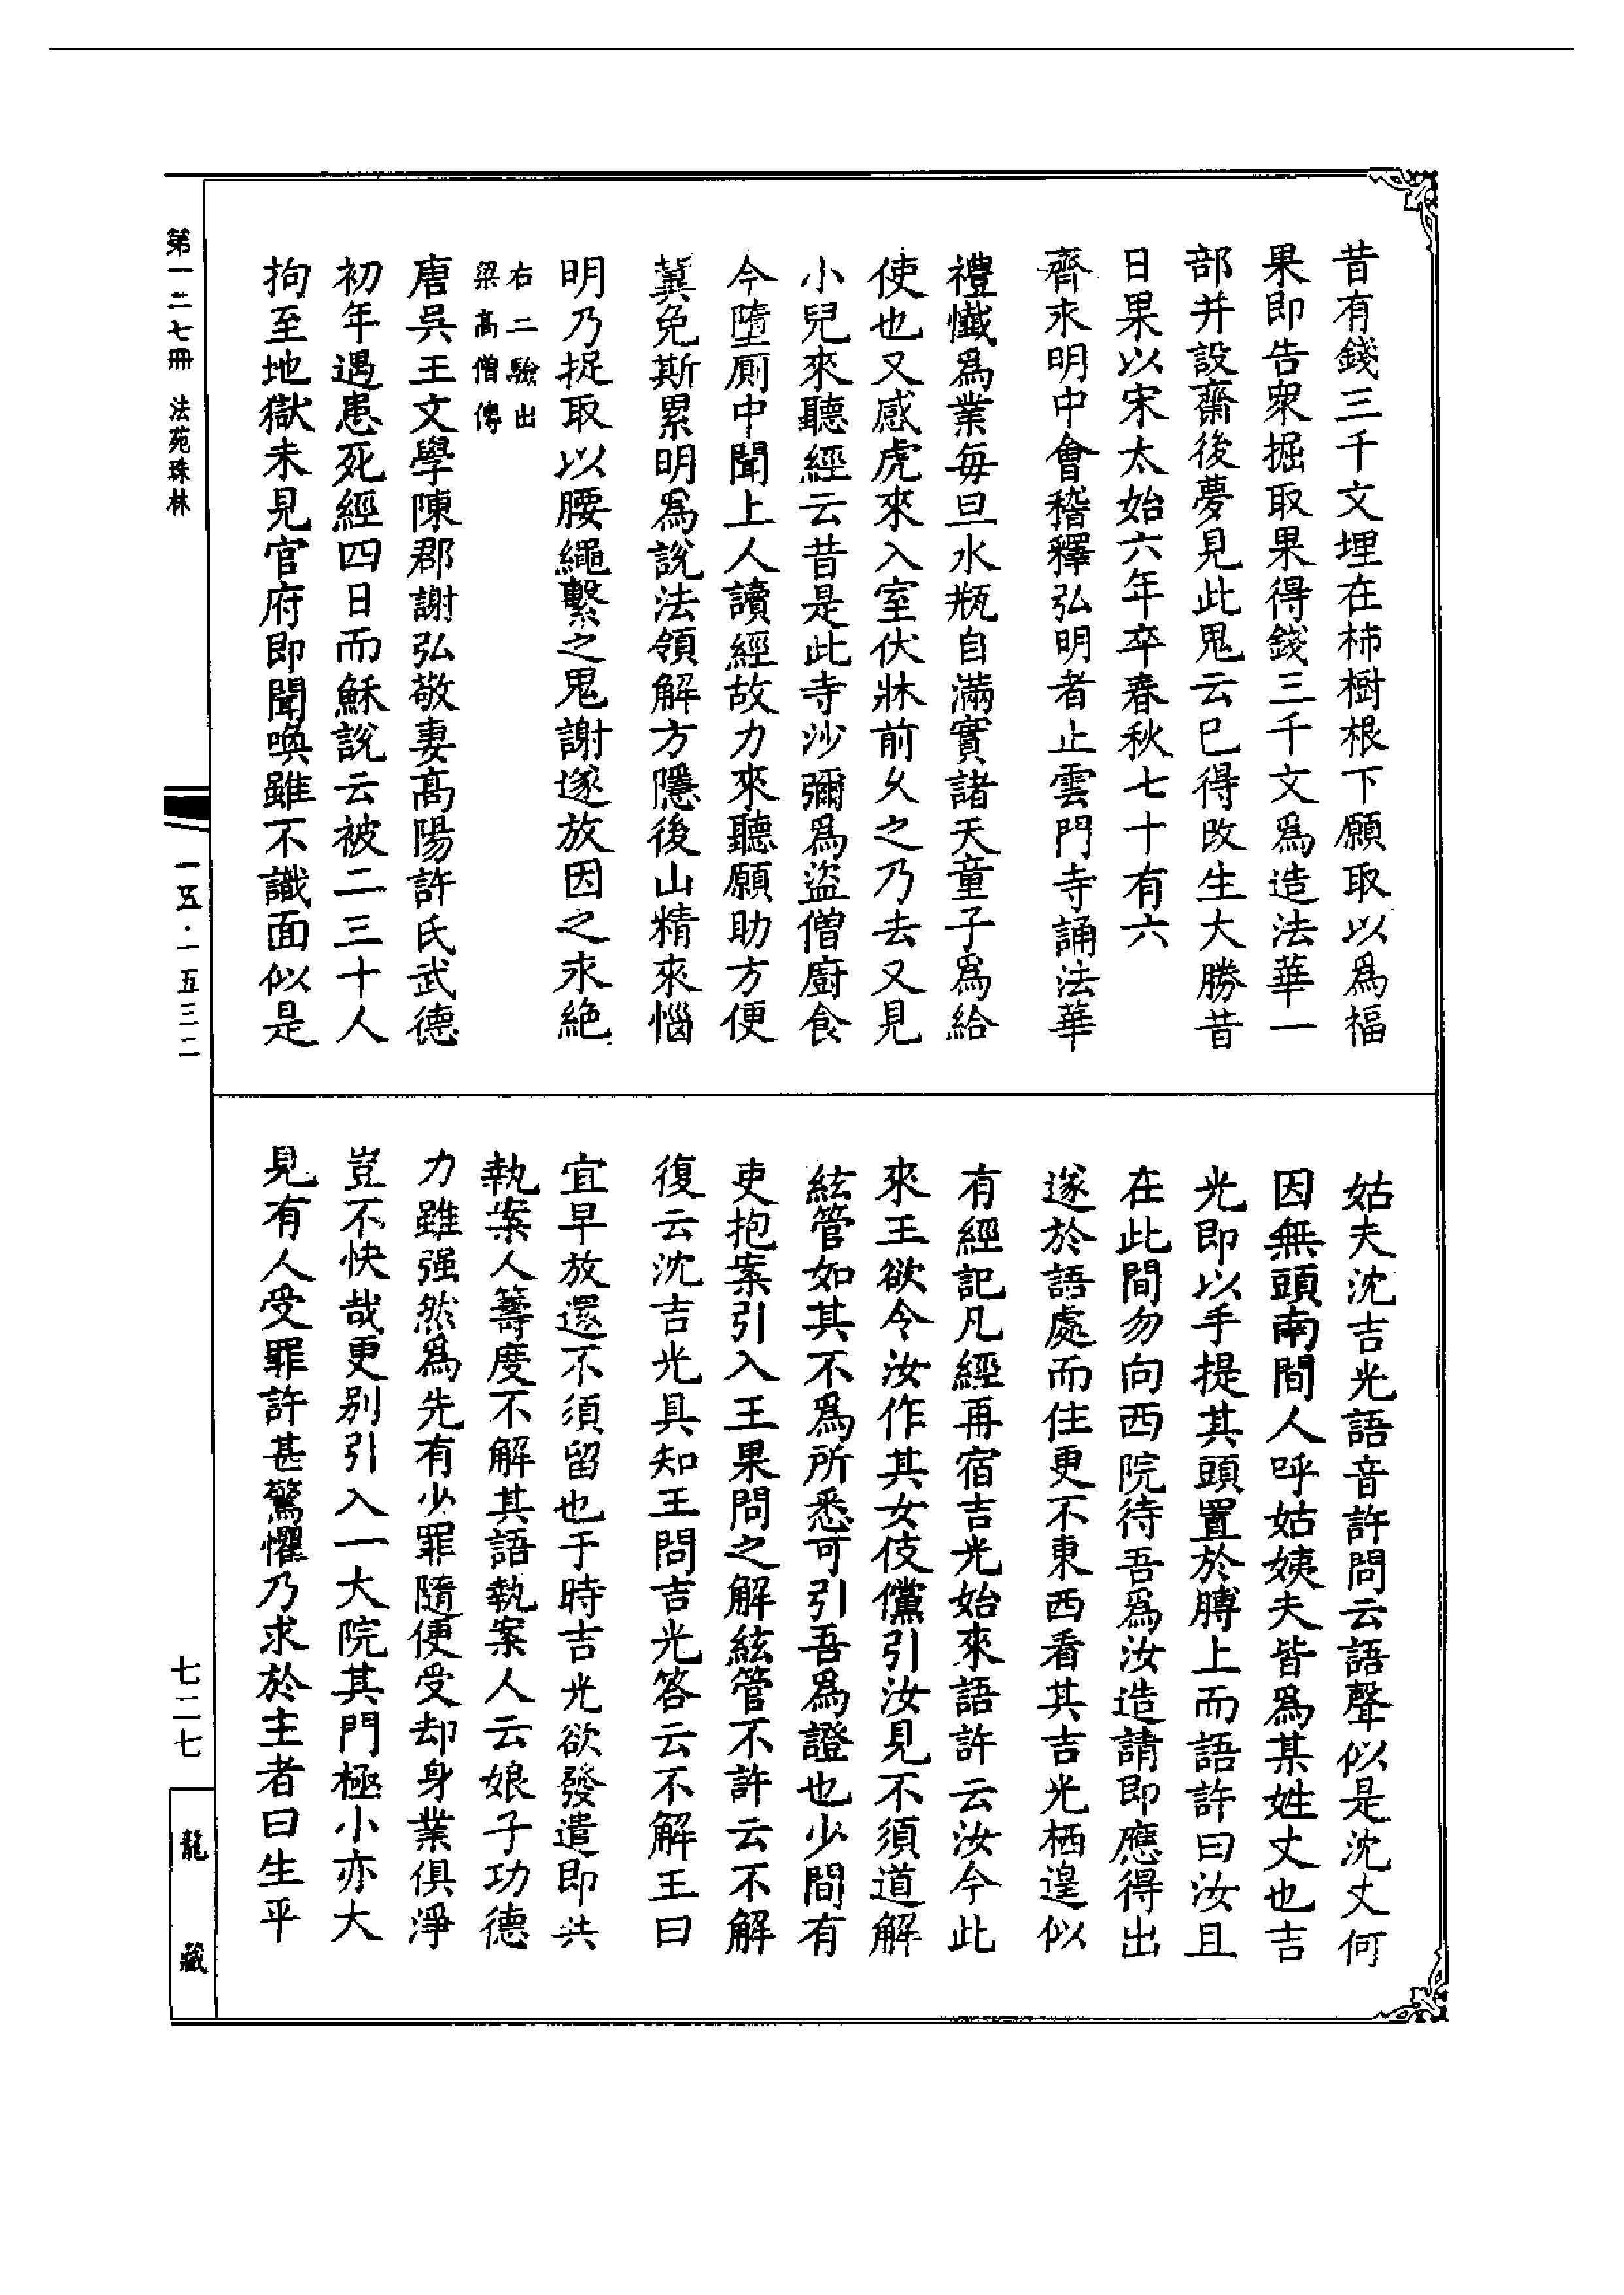 昔有錢三千文埋在柿樹根下願取以爲福
果即告衆掘取果得錢三千文爲造法華一
部并設齋後夢見此鬼云已得改生大勝昔
日果以宋太始六年卒春秋七十有六
齊永明中會稽釋弘明者止雲門寺誦法華
禮懺爲業每旦水瓶自滿實諸天童子爲給
使也又感虎來入室伏牀前久之乃去又見
小兒來聽經云昔是此寺沙彌爲盜僧廚食
今墮厠中聞上人讀經故力來聽願助方便
冀免斯累明爲說法領解方隱後山精來惱
明乃捉取以腰繩繫之鬼謝遂放因之永絕
右二驗出
梁高僧傳
唐吳王文學陳郡謝弘敬妻高陽許氏武德
初年遇患死經四日而穌說云被二三十人
拘至地獄未見官府即聞喚雖不識面似是
姑夫沈吉光語音許問云語聲似是沈丈何
因無頭南間人呼姑姨夫皆爲某姓丈也吉
光即以手提其頭置於膊上而語許曰汝且
在此間勿向西院待吾爲汝造請即應得出
遂於語處而住更不東西看其吉光栖遑似
有經記凡經再宿吉光始來語許云汝今此
來王欲令汝作其女伎儻引汝見不須道解
絃管如其不爲所悉可引吾爲證也少間有
吏抱案引入王果問之解絃管不許云不解
復云沈吉光具知王問吉光答云不解王曰
宜早放還不須留也于時吉光欲發遣即共
執案人籌度不解其語執案人云娘子功德
力雖强然爲先有少罪隨便受却身業俱淨
豈不快哉更别引入一大院其門極小亦大
見有人受罪許甚驚懼乃求於主者曰生平
第一二七冊 法苑珠林
一五·一五三二
七二七
龍藏